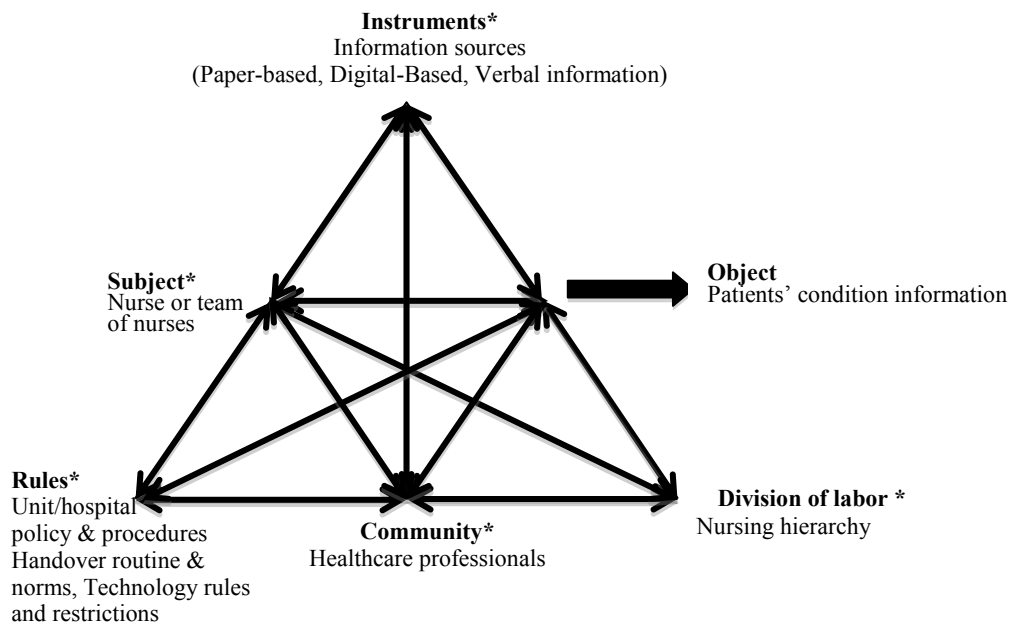 Instruments*
Information sources
(Paper-based, Digital-Based, Verbal information)
Subject*
Nurse or team
of nurses
Object
Patients’ condition information
Rules*
Unit/hospital
policy & procedures
Handover routine &
norms, Technology rules
and restrictions
Community*
Healthcare professionals
Division of labor *
Nursing hierarchy